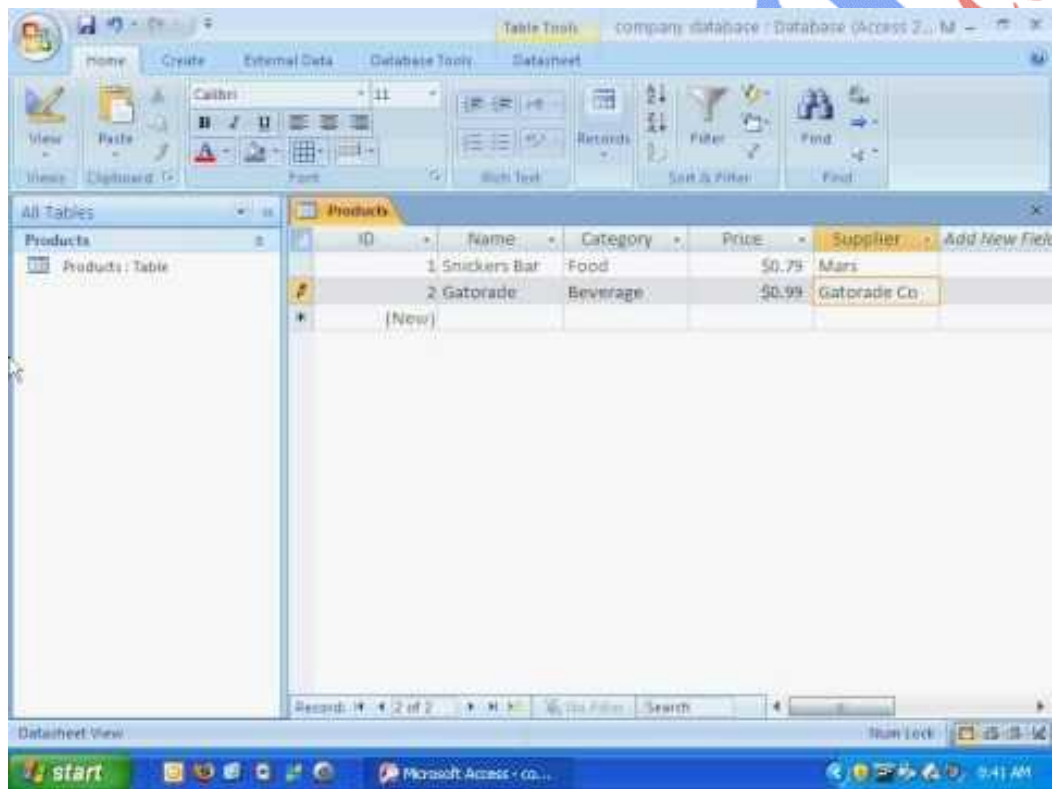 Table Tools company database : Database (Access 2...
Home Create External Data Database Tools Datasheet
Calibri 11
B I U
View Paste Records Filter Find
Views Clipboard Font Rich Text Sort & Filter Find
All Tables Products
Products ID Name Category Price Supplier Add New Field
Products : Table 1 Snickers Bar Food $0.79 Mars
2 Gatorade Beverage $0.99 Gatorade Co
(New)
Record: 2 of 2 No Filter Search
Datasheet View Num Lock
start Microsoft Access - co... 9:41 AM